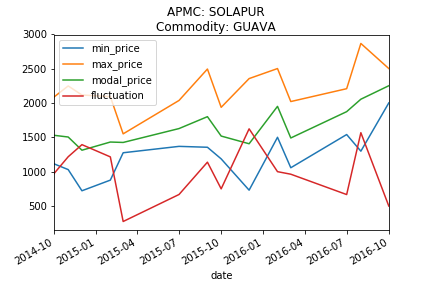 APMC: SOLAPUR
Commodity: GUAVA
min_price
max_price
modal_price
fluctuation
3000
2500
2000
1500
1000
500
2014-10
2015-01
2015-04
2015-07
2015-10
2016-01
2016-04
2016-07
2016-10
date